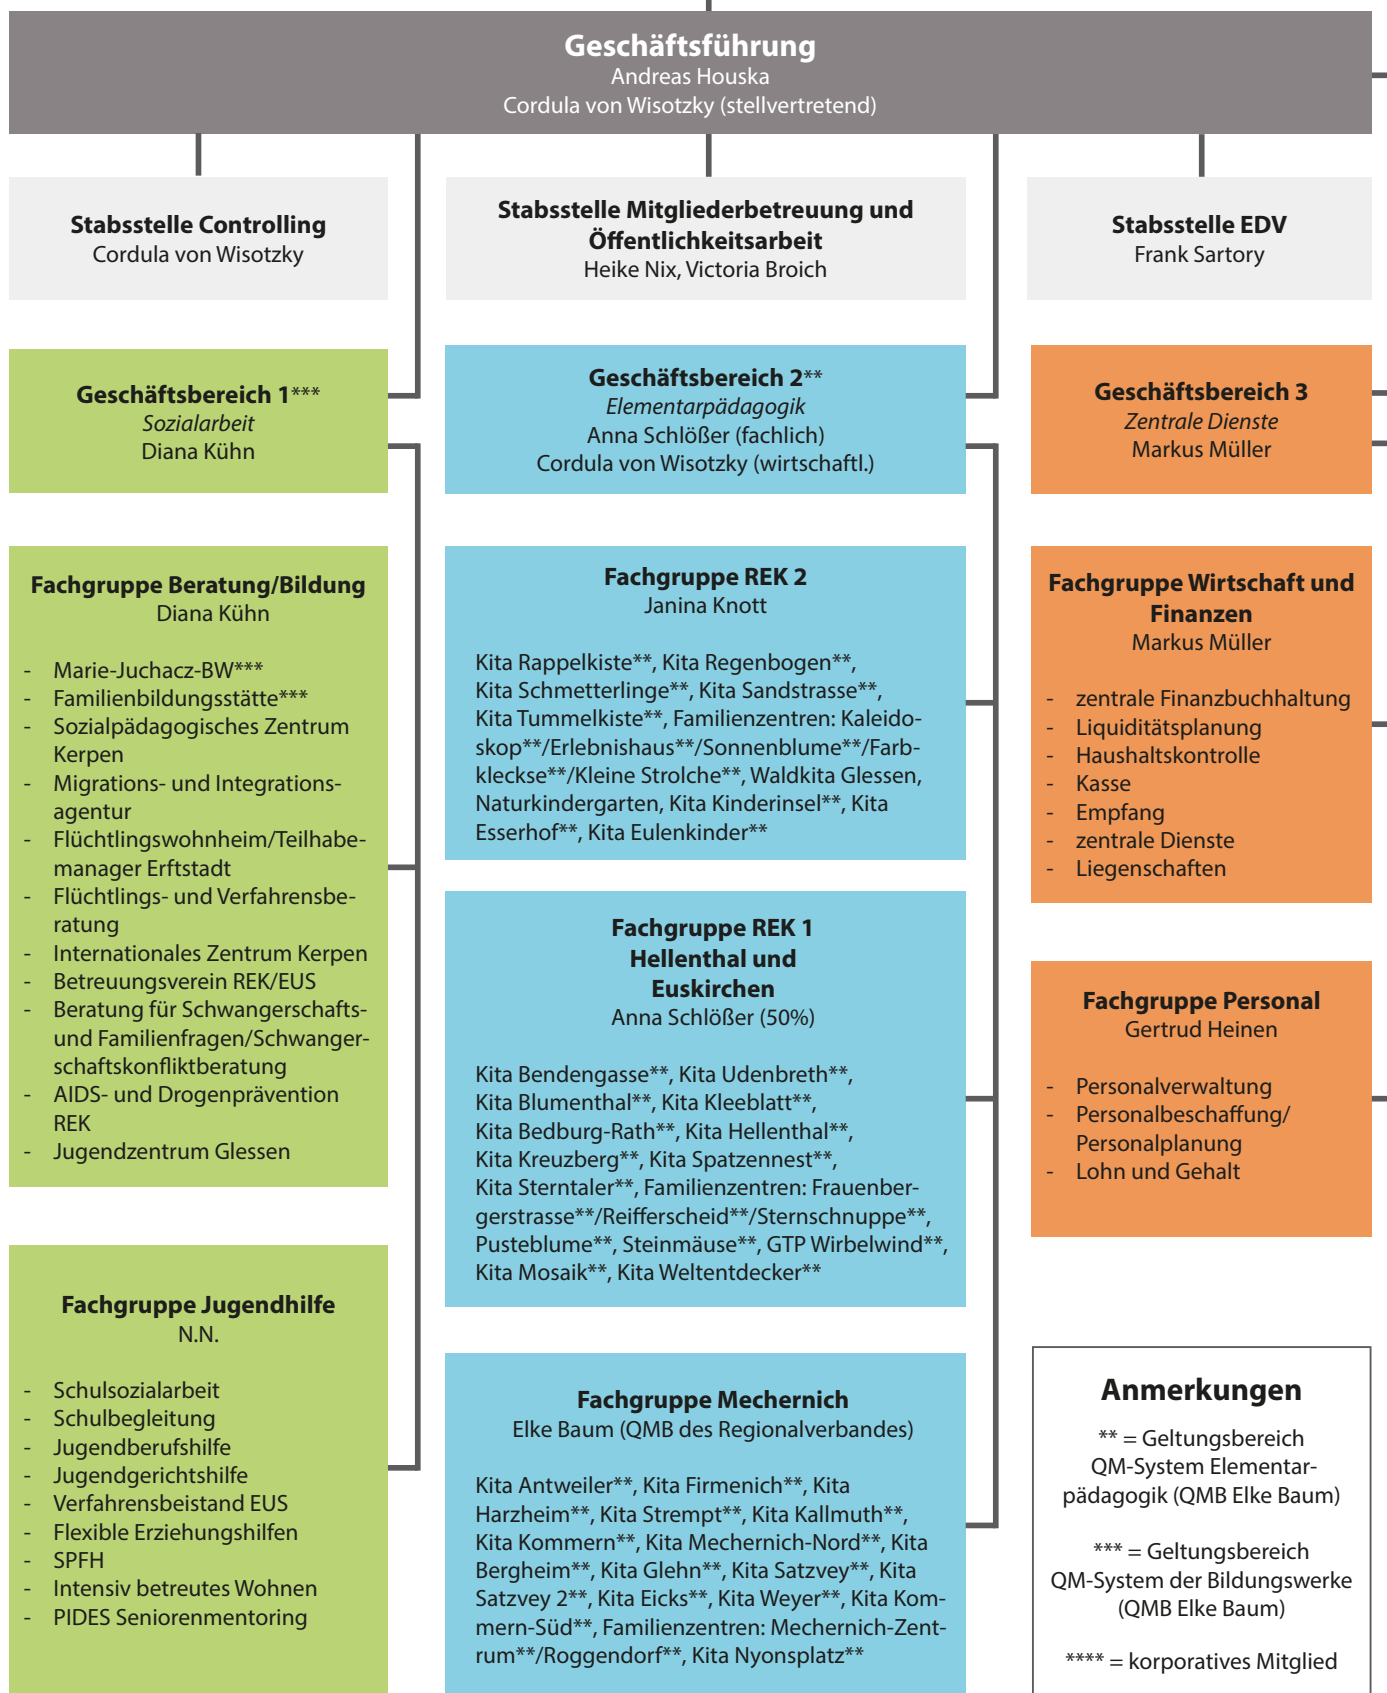 Geschäftsführung
Andreas Houska
Cordula von Wisotzky (stellvertretend)
Stabsstelle Controlling
Cordula von Wisotzky
Stabsstelle Mitgliederbetreuung und
Öffentlichkeitsarbeit
Heike Nix, Victoria Broich
Stabsstelle EDV
Frank Sartory
Geschäftsbereich 1***
Sozialarbeit
Diana Kühn
Geschäftsbereich 2**
Elementarpädagogik
Anna Schlößer (fachlich)
Cordula von Wisotzky (wirtschaftl.)
Geschäftsbereich 3
Zentrale Dienste
Markus Müller
Fachgruppe Beratung/Bildung
Diana Kühn
- Marie-Juchacz-BW***
- Familienbildungsstätte***
- Sozialpädagogisches Zentrum
Kerpen
- Migrations- und Integrations-
agentur
- Flüchtlingswohnheim/Teilhabe-
manager Erftstadt
- Flüchtlings- und Verfahrensbe-
ratung
- Internationales Zentrum Kerpen
- Betreuungsverein REK/EUS
- Beratung für Schwangerschafts-
und Familienfragen/Schwanger-
schaftskonfliktberatung
- AIDS- und Drogenprävention
REK
- Jugendzentrum Glessen
Fachgruppe Jugendhilfe
N.N.
- Schulsozialarbeit
- Schulbegleitung
- Jugendberufshilfe
- Jugendgerichtshilfe
- Verfahrensbeistand EUS
- Flexible Erziehungshilfen
- SPFH
- Intensiv betreutes Wohnen
- PIDES Seniorenmentoring
Fachgruppe REK 2
Janina Knott
Kita Rappelkiste**, Kita Regenbogen**,
Kita Schmetterlinge**, Kita Sandstrasse**,
Kita Tummelkiste**, Familienzentren: Kaleido-
skop**/Erlebnishaus**/Sonnenblume**/Farb-
kleckse**/Kleine Strolche**, Waldkita Glessen,
Naturkindergarten, Kita Kinderinsel**, Kita
Esserhof**, Kita Eulenkinder**
Fachgruppe REK 1
Hellenthal und
Euskirchen
Anna Schlößer (50%)
Kita Bendengasse**, Kita Udenbreth**,
Kita Blumenthal**, Kita Kleeblatt**,
Kita Bedburg-Rath**, Kita Hellenthal**,
Kita Kreuzberg**, Kita Spatzennest**,
Kita Sterntaler**, Familienzentren: Frauenber-
gerstrasse**/Reifferscheid**/Sternschnuppe**,
Pusteblume**, Steinmäuse**, GTP Wirbelwind**,
Kita Mosaik**, Kita Weltentdecker**
Fachgruppe Mechernich
Elke Baum (QMB des Regionalverbandes)
Kita Antweiler**, Kita Firmenich**, Kita
Harzheim**, Kita Strempt**, Kita Kallmuth**,
Kita Kommern**, Kita Mechernich-Nord**, Kita
Bergheim**, Kita Glehn**, Kita Satzvey**, Kita
Satzvey 2**, Kita Eicks**, Kita Weyer**, Kita Kom-
mern-Süd**, Familienzentren: Mechernich-Zent-
rum**/Roggendorf**, Kita Nyonsplatz**
Fachgruppe Wirtschaft und
Finanzen
Markus Müller
- zentrale Finanzbuchhaltung
- Liquiditätsplanung
- Haushaltskontrolle
- Kasse
- Empfang
- zentrale Dienste
- Liegenschaften
Fachgruppe Personal
Gertrud Heinen
- Personalverwaltung
- Personalbeschaffung/
Personalplanung
- Lohn und Gehalt
Anmerkungen
** = Geltungsbereich
QM-System Elementar-
pädagogik (QMB Elke Baum)
*** = Geltungsbereich
QM-System der Bildungswerke
(QMB Elke Baum)
**** = korporatives Mitglied